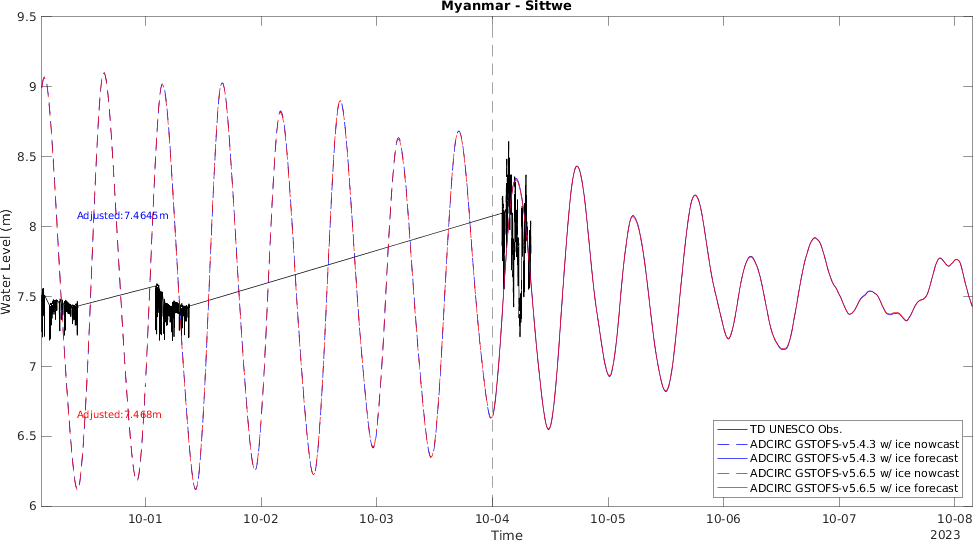 Myanmar - Sittwe
9.5
9
8.5
8
7.5
7
6.5
6
Water Level (m)
Adjusted:7.4645m
Adjusted:7.468m
TD UNESCO Obs.
ADCIRC GSTOFS-v5.4.3 w/ ice nowcast
ADCIRC GSTOFS-v5.4.3 w/ ice forecast
ADCIRC GSTOFS-v5.6.5 w/ ice nowcast
ADCIRC GSTOFS-v5.6.5 w/ ice forecast
10-01 10-02 10-03 10-04 10-05 10-06 10-07 10-08
Time
2023